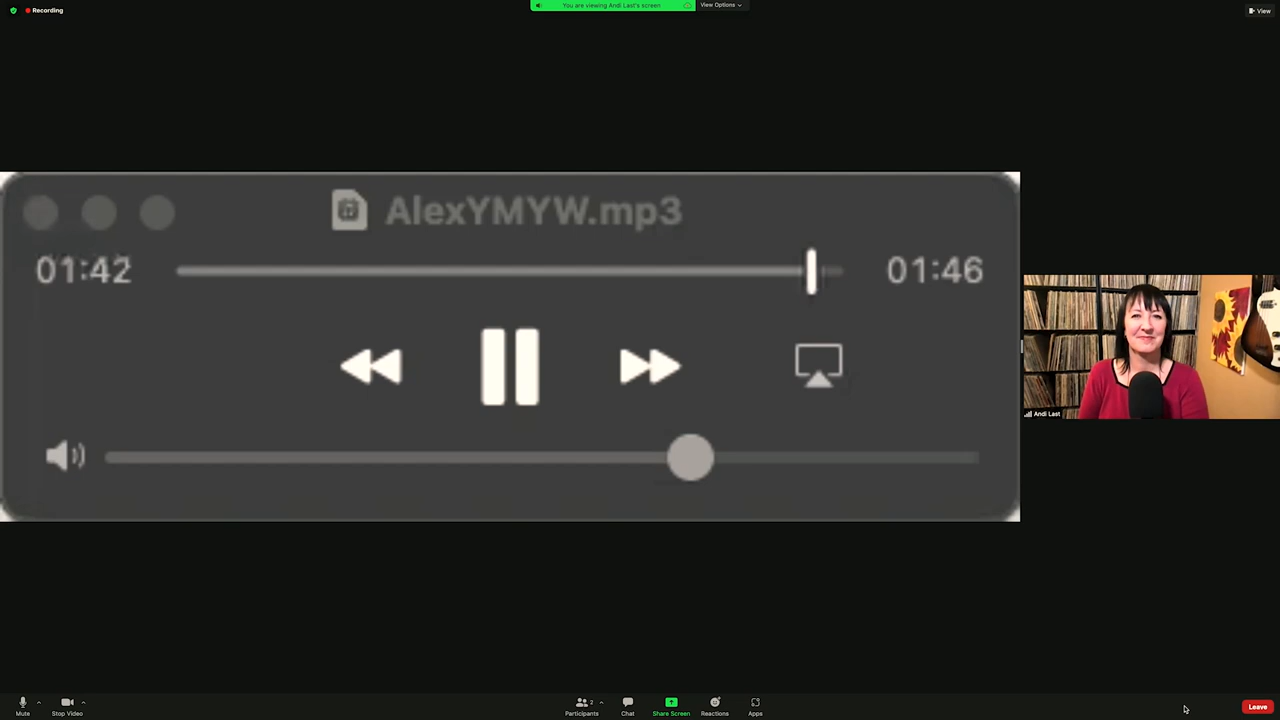 Recording
You are viewing Andi Last's screen
View Options
View
AlexYMYW.mp3
01:42
01:46
Andi Last
Mute
Stop Video
Participants
2
Chat
Share Screen
Reactions
Apps
Leave